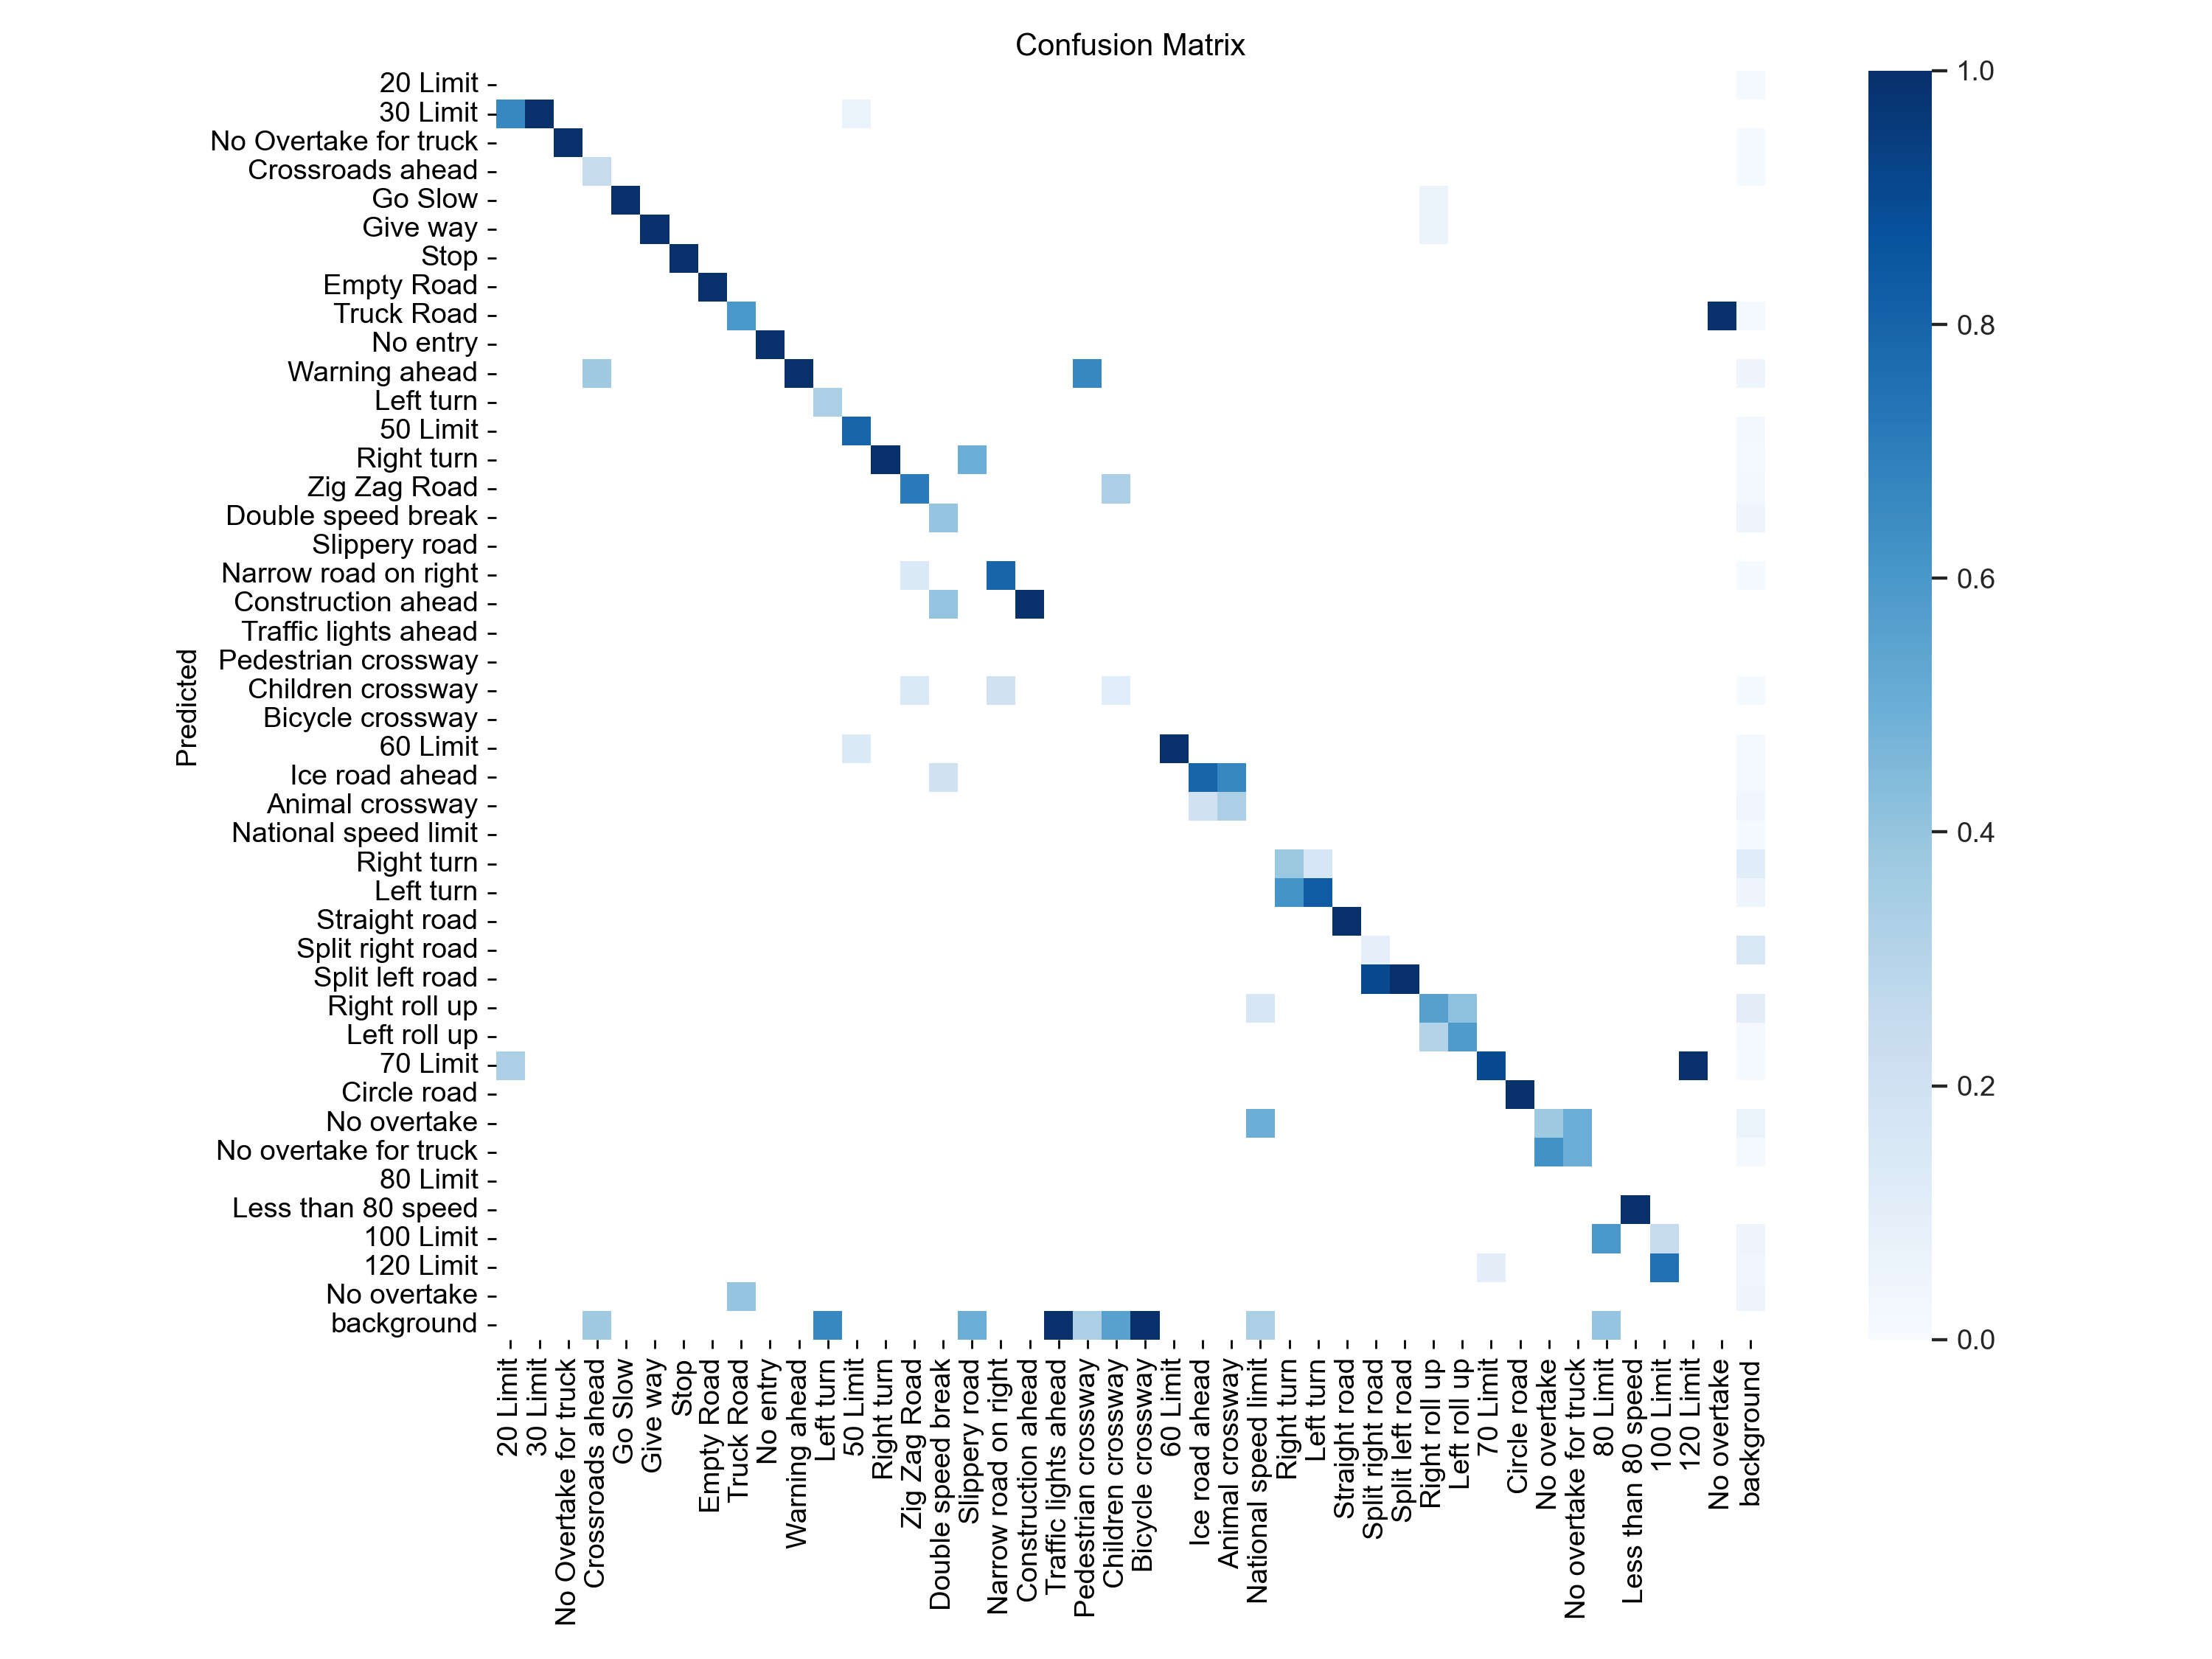 Confusion Matrix
20 Limit
30 Limit
No Overtake for truck
Crossroads ahead
Go Slow
Give way
Stop
Empty Road
Truck Road
No entry
Warning ahead
Left turn
50 Limit
Right turn
Zig Zag Road
Double speed break
Slippery road
Narrow road on right
Construction ahead
Traffic lights ahead
Pedestrian crossway
Children crossway
Bicycle crossway
60 Limit
Ice road ahead
Animal crossway
National speed limit
Right turn
Left turn
Straight road
Split right road
Split left road
Right roll up
Left roll up
70 Limit
Circle road
No overtake
No overtake for truck
80 Limit
Less than 80 speed
100 Limit
120 Limit
No overtake
background
Predicted
20 Limit
30 Limit
No Overtake for truck
Crossroads ahead
Go Slow
Give way
Stop
Empty Road
Truck Road
No entry
Warning ahead
Left turn
50 Limit
Right turn
Zig Zag Road
Double speed break
Slippery road
Narrow road on right
Construction ahead
Traffic lights ahead
Pedestrian crossway
Children crossway
Bicycle crossway
60 Limit
Ice road ahead
Animal crossway
National speed limit
Right turn
Left turn
Straight road
Split right road
Split left road
Right roll up
Left roll up
70 Limit
Circle road
No overtake
No overtake for truck
80 Limit
Less than 80 speed
100 Limit
120 Limit
No overtake
background
1.0
0.8
0.6
0.4
0.2
0.0